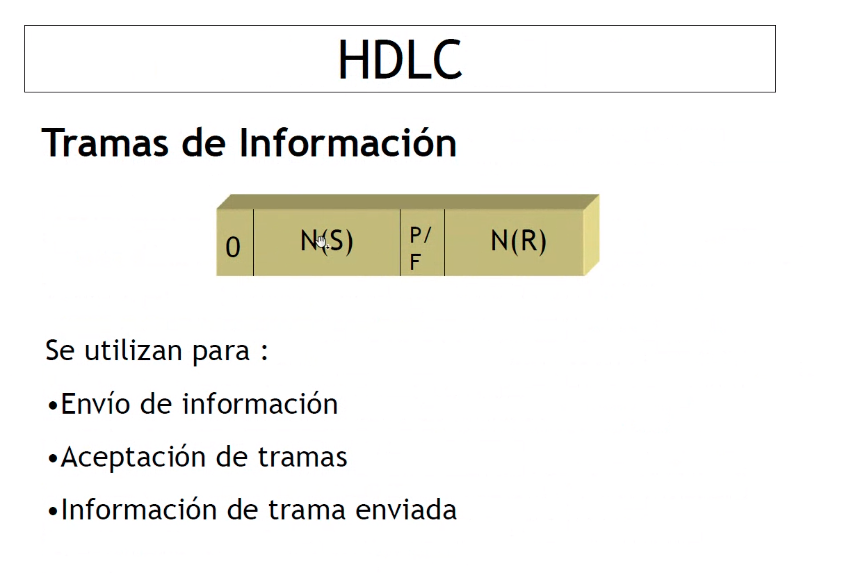 HDLC
Tramas de Información
0 N(S) P/ N(R)
F
Se utilizan para :
•Envío de información
•Aceptación de tramas
•Información de trama enviada